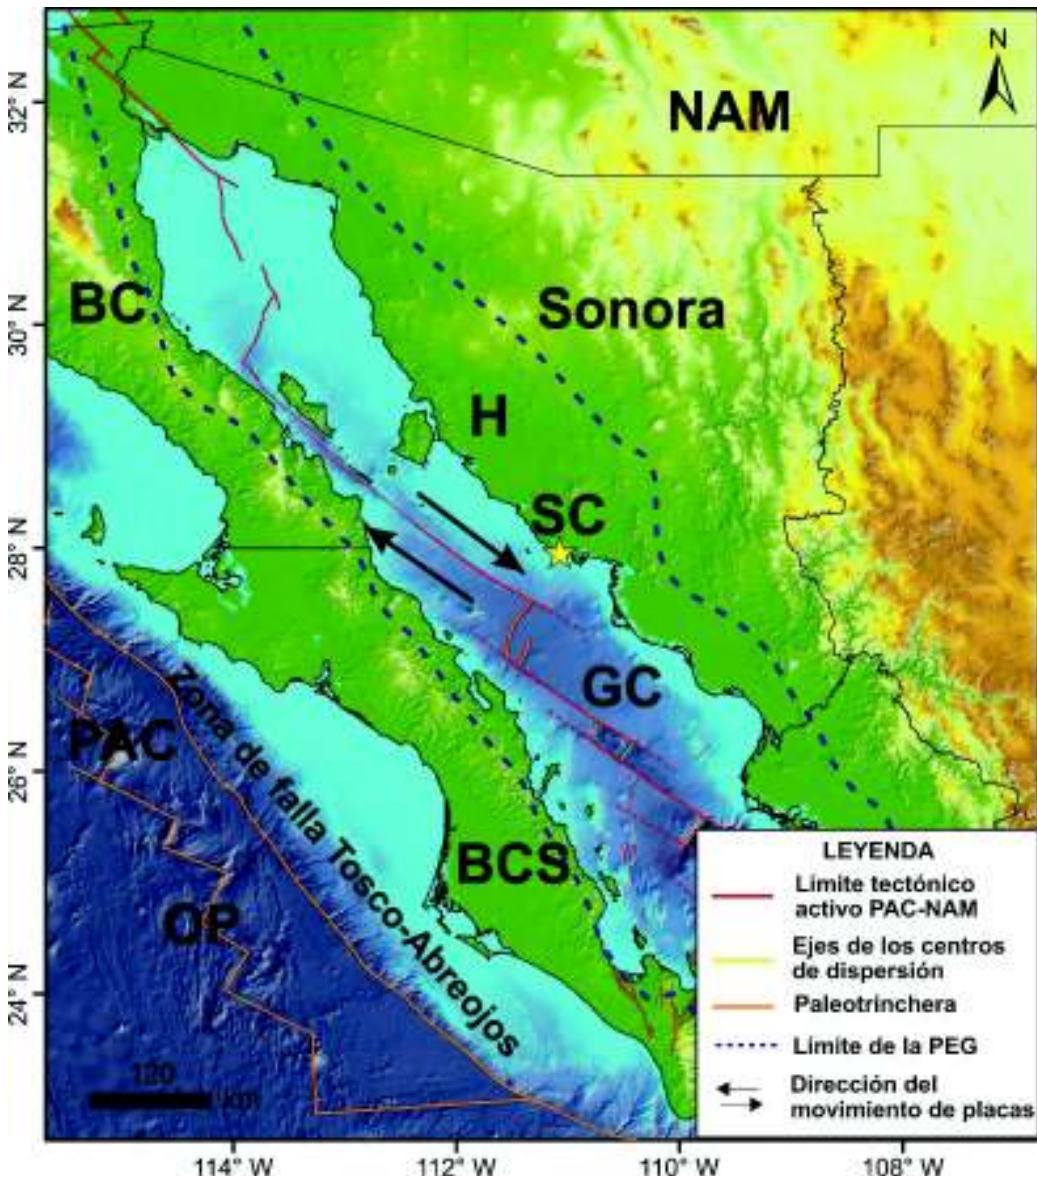 N
NAM
32° N
BC
Sonora
30° N
H
SC
28° N
GC
PAC
Zona de falla Tosco-Abreojos
26° N
BCS
OP
24° N
120
km
LEYENDA
Límite tectónico
activo PAC-NAM
Ejes de los centros
de dispersión
Paleotrinchera
Límite de la PEG
Dirección del
movimiento de placas
114° W
112° W
110° W
108° W